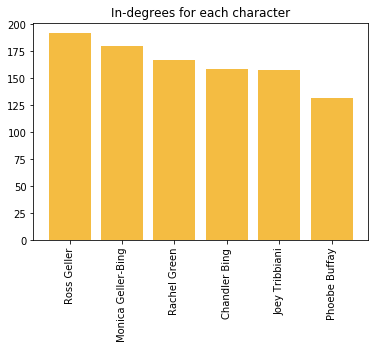 In-degrees for each character
200
175
150
125
100
75
50
25
0
Ross Geller
Monica Geller-Bing
Rachel Green
Chandler Bing
Joey Tribbiani
Phoebe Buffay